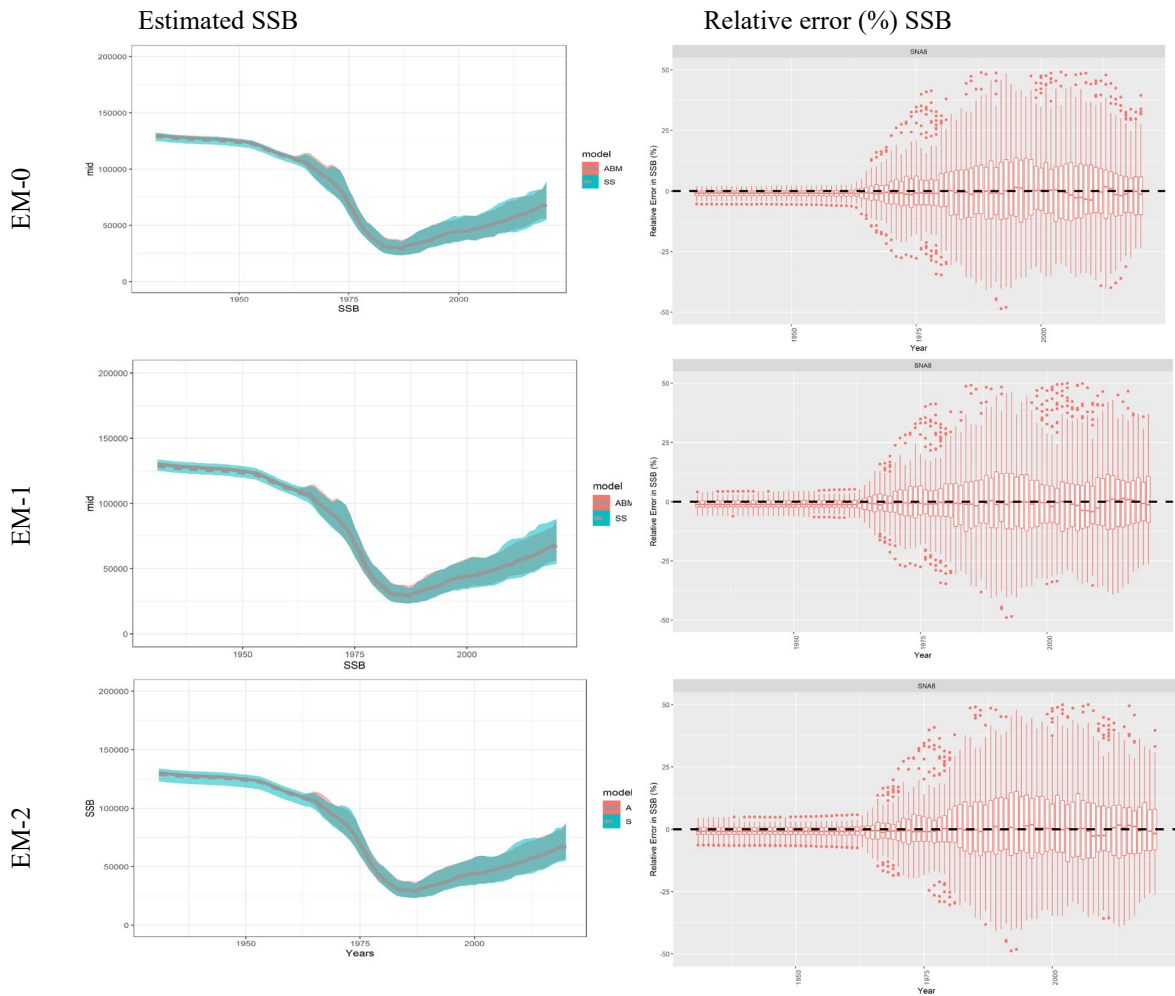 Estimated SSB
Relative error (%) SSB
EM-0
200000
150000
100000
50000
0
mid
1950
1975
2000
SSB
model
ABM
SS
SNA8
50
25
0
-25
-50
Relative Error in SSB (%)
1950
1975
2000
Year
EM-1
200000
150000
100000
50000
0
mid
1950
1975
2000
SSB
model
ABM
SS
SNA8
50
25
0
-25
-50
Relative Error in SSB (%)
1950
1975
2000
Year
EM-2
200000
150000
100000
50000
0
SSB
1950
1975
2000
Years
model
A
S
SNA8
50
25
0
-25
-50
Relative Error in SSB (%)
1950
1975
2000
Year